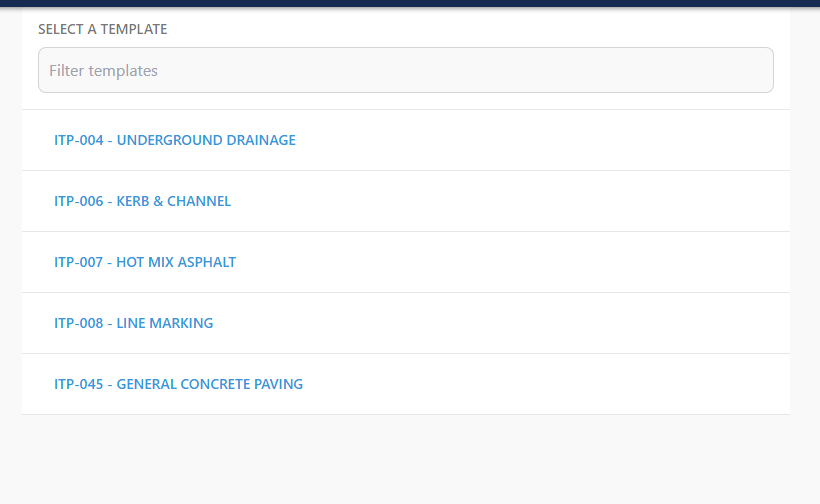 SELECT A TEMPLATE
Filter templates
ITP-004 - UNDERGROUND DRAINAGE
ITP-006 - KERB & CHANNEL
ITP-007 - HOT MIX ASPHALT
ITP-008 - LINE MARKING
ITP-045 - GENERAL CONCRETE PAVING